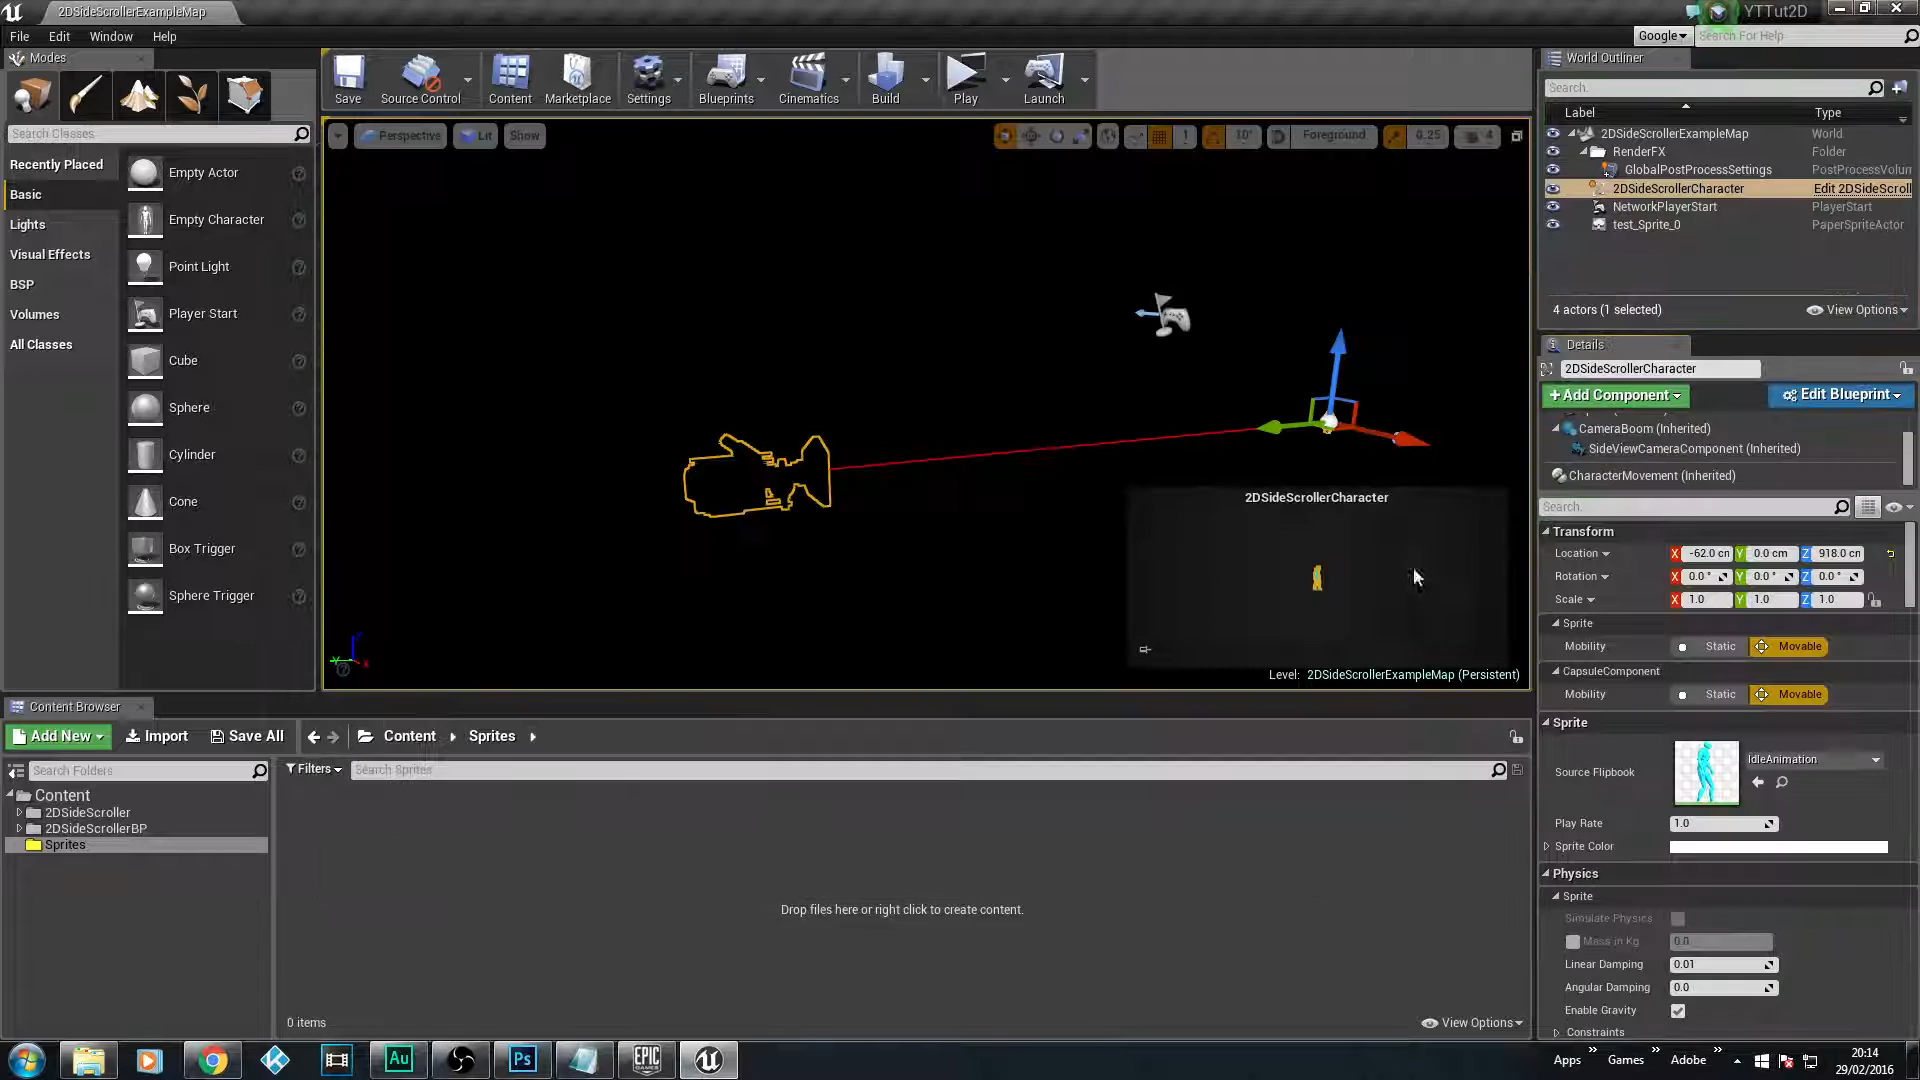 2DSideScrollerExampleMap
YTTut2D
File Edit Window Help
Google
Search For Help
Modes
Save
Source Control
Content
Marketplace
Settings
Blueprints
Cinematics
Build
Play
Launch
Search Classes
Recently Placed
Basic
Lights
Visual Effects
BSP
Volumes
All Classes
Empty Actor
Empty Character
Point Light
Player Start
Cube
Sphere
Cylinder
Cone
Box Trigger
Sphere Trigger
Perspective
Lit
Show
10°
Foreground
0.25
4
2DSideScrollerCharacter
Level: 2DSideScrollerExampleMap (Persistent)
World Outliner
Search.
Label Type
2DSideScrollerExampleMap World
RenderFX Folder
GlobalPostProcessSettings PostProcessVolum
2DSideScrollerCharacter Edit 2DSideScroll
NetworkPlayerStart PlayerStart
test_Sprite_0 PaperSpriteActor
4 actors (1 selected)
View Options
Details
2DSideScrollerCharacter
+Add Component
Edit Blueprint
CameraBoom (Inherited)
SideViewCameraComponent (Inherited)
CharacterMovement (Inherited)
Search.
Transform
Location X -62.0 cm Y 0.0 cm Z 918.0 cm
Rotation X 0.0 ° Y 0.0 ° Z 0.0 °
Scale X 1.0 Y 1.0 Z 1.0
Sprite
Mobility Static Movable
CapsuleComponent
Mobility Static Movable
Sprite
Source Flipbook
IdleAnimation
Play Rate 1.0
Sprite Color
Physics
Sprite
Simulate Physics
Mass in Kg 0.0
Linear Damping 0.01
Angular Damping 0.0
Enable Gravity
Constraints
Content Browser
Add New
Import
Save All
Content
Sprites
Search Folders
Filters
Search Sprites
Content
2DSideScroller
2DSideScrollerBP
Sprites
Drop files here or right click to create content.
0 items
View Options
Au
Ps
EPIC
GAMES
Apps
Games
Adobe
20:14
29/02/2016